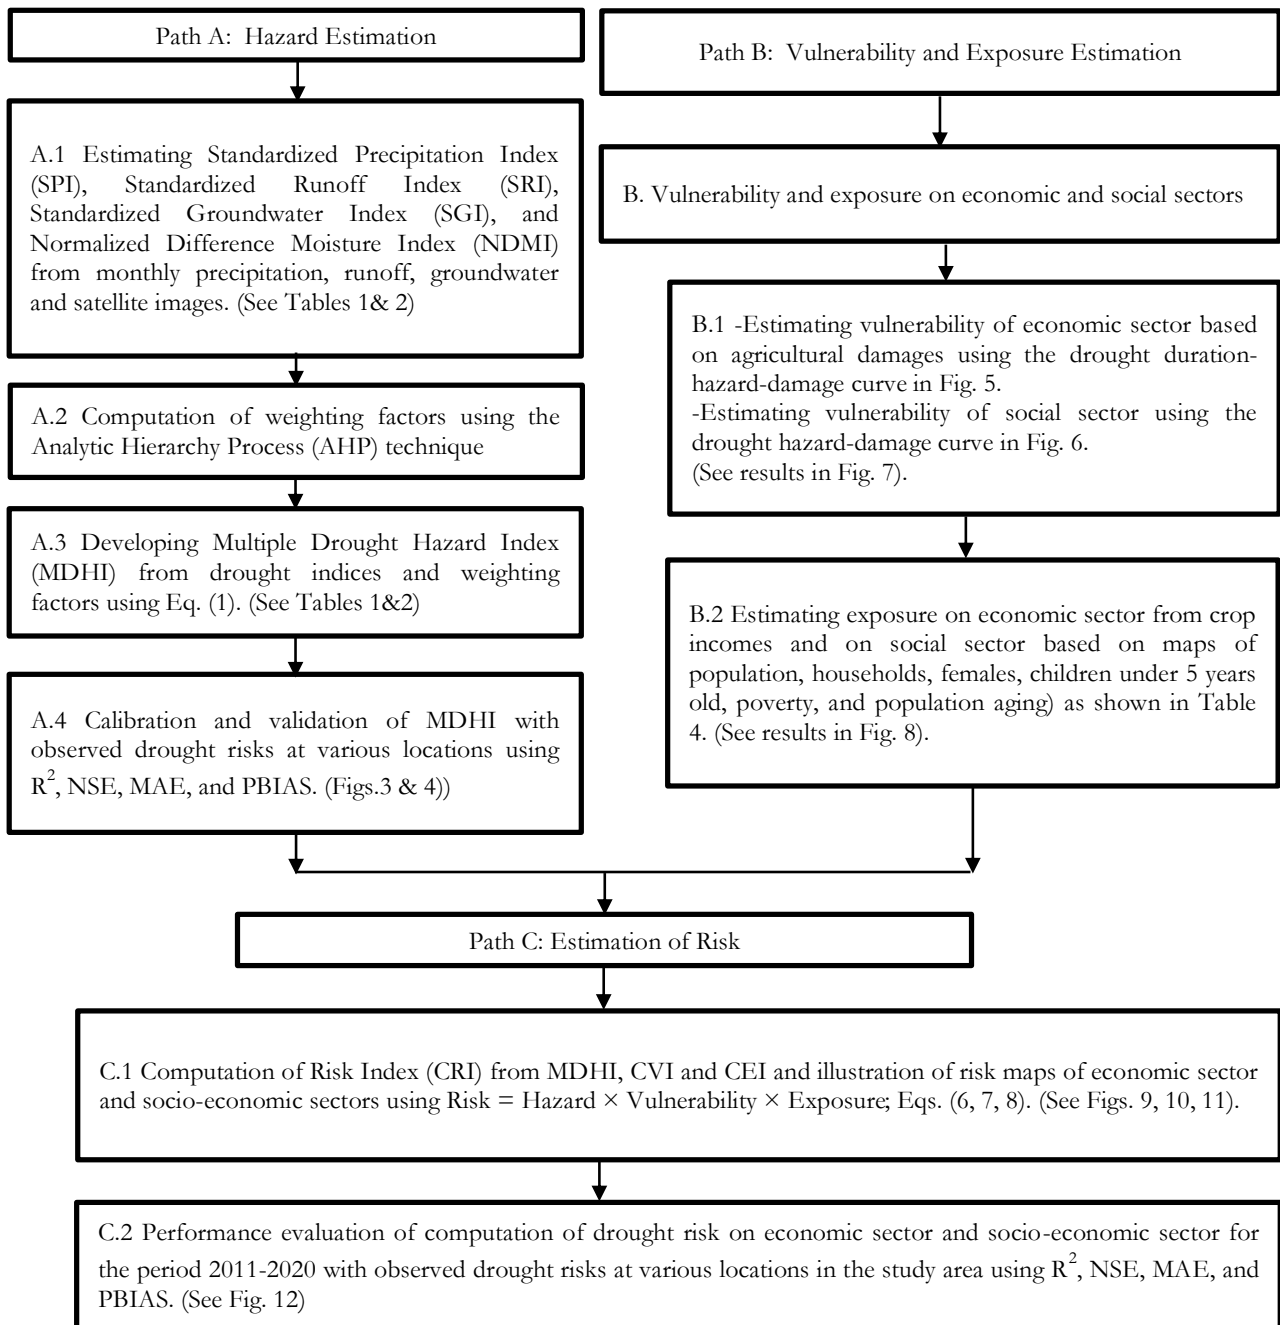 Path A: Hazard Estimation
A.1 Estimating Standardized Precipitation Index
(SPI), Standardized Runoff Index (SRI),
Standardized Groundwater Index (SGI), and
Normalized Difference Moisture Index (NDMI)
from monthly precipitation, runoff, groundwater
and satellite images. (See Tables 1& 2)
A.2 Computation of weighting factors using the
Analytic Hierarchy Process (AHP) technique
A.3 Developing Multiple Drought Hazard Index
(MDHI) from drought indices and weighting
factors using Eq. (1). (See Tables 1&2)
A.4 Calibration and validation of MDHI with
observed drought risks at various locations using
R², NSE, MAE, and PBIAS. (Figs.3 & 4))
Path B: Vulnerability and Exposure Estimation
B. Vulnerability and exposure on economic and social sectors
B.1 -Estimating vulnerability of economic sector based
on agricultural damages using the drought duration-
hazard-damage curve in Fig. 5.
-Estimating vulnerability of social sector using the
drought hazard-damage curve in Fig. 6.
(See results in Fig. 7).
B.2 Estimating exposure on economic sector from crop
incomes and on social sector based on maps of
population, households, females, children under 5 years
old, poverty, and population aging) as shown in Table
4. (See results in Fig. 8).
Path C: Estimation of Risk
C.1 Computation of Risk Index (CRI) from MDHI, CVI and CEI and illustration of risk maps of economic sector
and socio-economic sectors using Risk = Hazard × Vulnerability × Exposure; Eqs. (6, 7, 8). (See Figs. 9, 10, 11).
C.2 Performance evaluation of computation of drought risk on economic sector and socio-economic sector for
the period 2011-2020 with observed drought risks at various locations in the study area using R², NSE, MAE, and
PBIAS. (See Fig. 12)